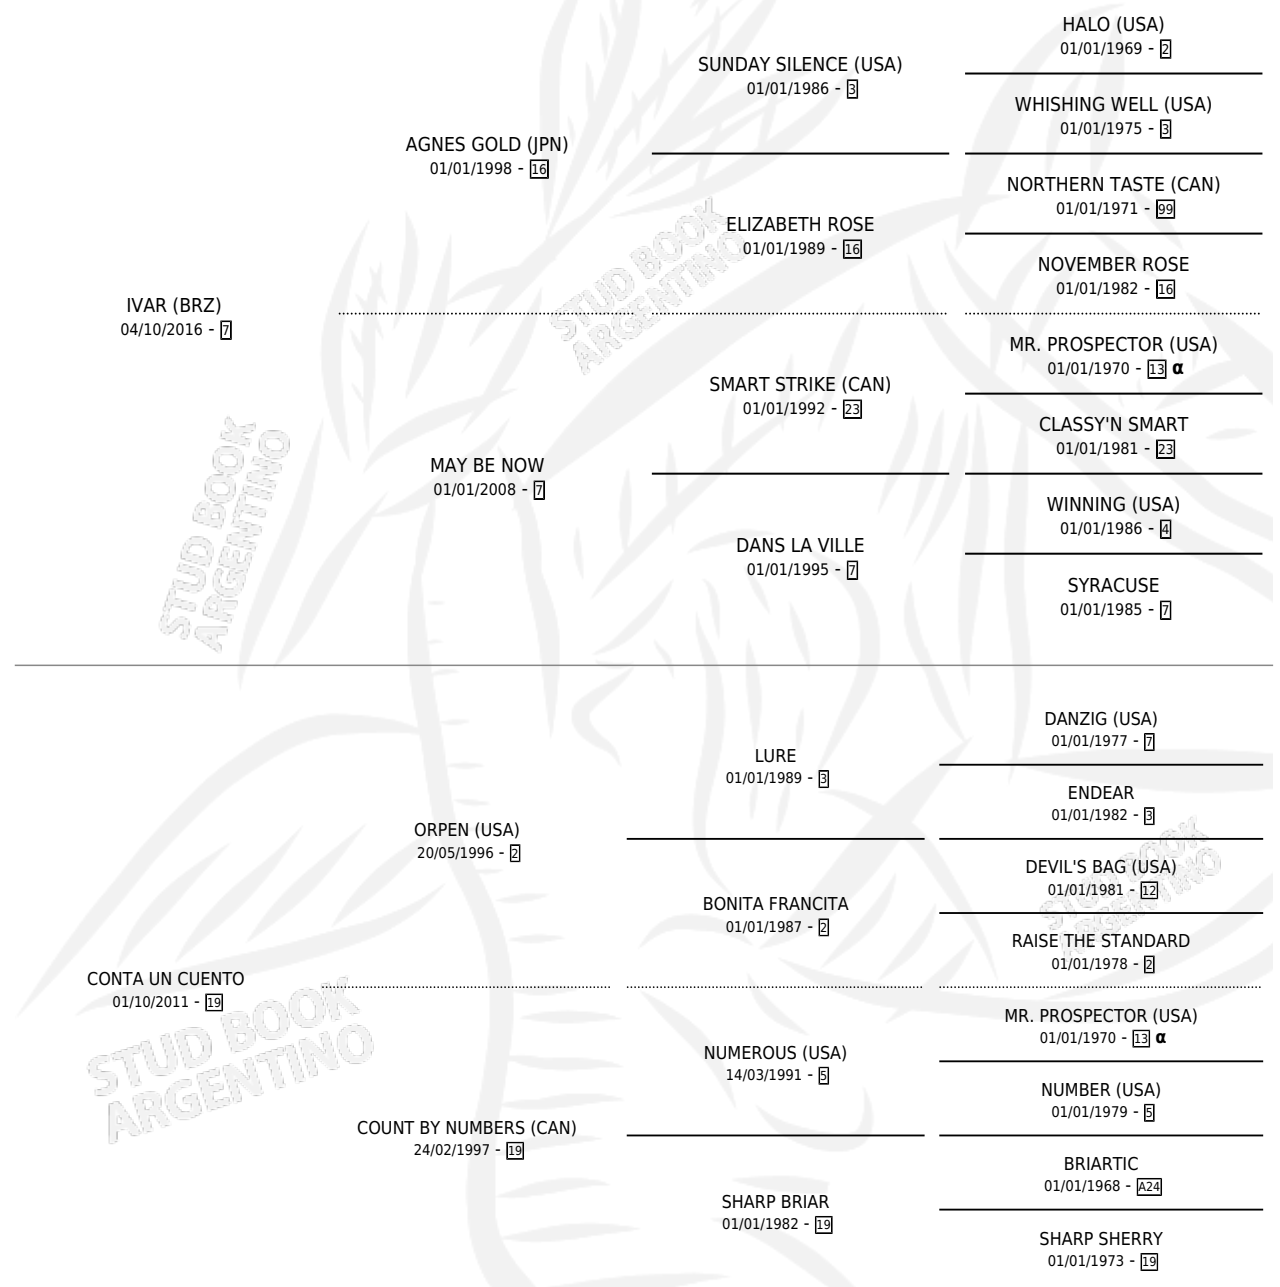 HALO (USA)
01/01/1969 - 2
SUNDAY SILENCE (USA)
01/01/1986 - 3
WHISHING WELL (USA)
01/01/1975 - 3
AGNES GOLD (JPN)
01/01/1998 - 16
NORTHERN TASTE (CAN)
01/01/1971 - 99
ELIZABETH ROSE
01/01/1989 - 16
NOVEMBER ROSE
01/01/1982 - 16
IVAR (BRZ)
04/10/2016 - 7
MR. PROSPECTOR (USA)
01/01/1970 - 13 α
SMART STRIKE (CAN)
01/01/1992 - 23
CLASSY'N SMART
01/01/1981 - 23
MAY BE NOW
01/01/2008 - 7
WINNING (USA)
01/01/1986 - 4
DANS LA VILLE
01/01/1995 - 7
SYRACUSE
01/01/1985 - 7
DANZIG (USA)
01/01/1977 - 7
LURE
01/01/1989 - 3
ENDEAR
01/01/1982 - 3
ORPEN (USA)
20/05/1996 - 2
DEVIL'S BAG (USA)
01/01/1981 - 12
BONITA FRANCITA
01/01/1987 - 2
RAISE THE STANDARD
01/01/1978 - 2
CONTA UN CUENTO
01/10/2011 - 19
MR. PROSPECTOR (USA)
01/01/1970 - 13 α
NUMEROUS (USA)
14/03/1991 - 5
NUMBER (USA)
01/01/1979 - 5
COUNT BY NUMBERS (CAN)
24/02/1997 - 19
BRIARTIC
01/01/1968 - A24
SHARP BRIAR
01/01/1982 - 19
SHARP SHERRY
01/01/1973 - 19
STUD BOOK
ARGENTINO
STUD BOOK
ARGENTINO
STUD BOOK
ARGENTINO
STUD BOOK
ARGENTINO